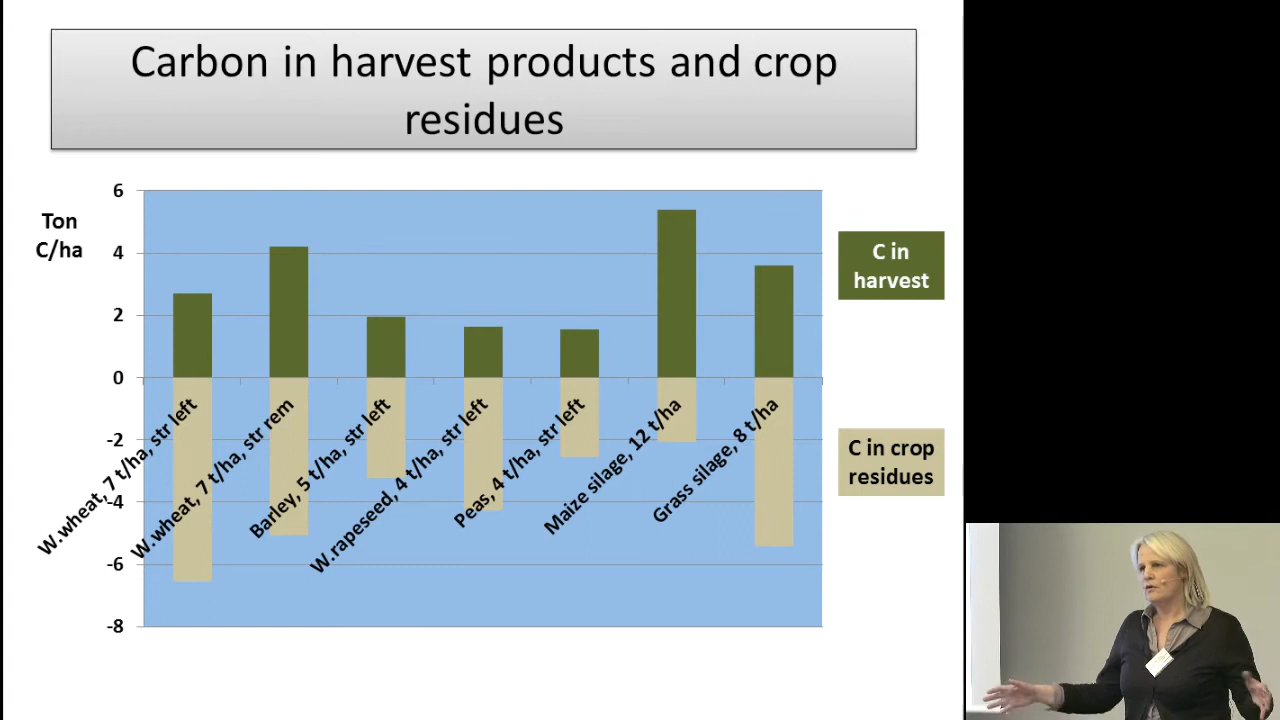 Carbon in harvest products and crop
residues
Ton
C/ha
6
4
2
0
-2
-4
-6
-8
W.wheat, 7 t/ha, str left
W.wheat, 7 t/ha, str rem
Barley, 5 t/ha, str left
W.rapeseed, 4 t/ha, str left
Peas, 4 t/ha, str left
Maize silage, 12 t/ha
Grass silage, 8 t/ha
C in
harvest
C in crop
residues